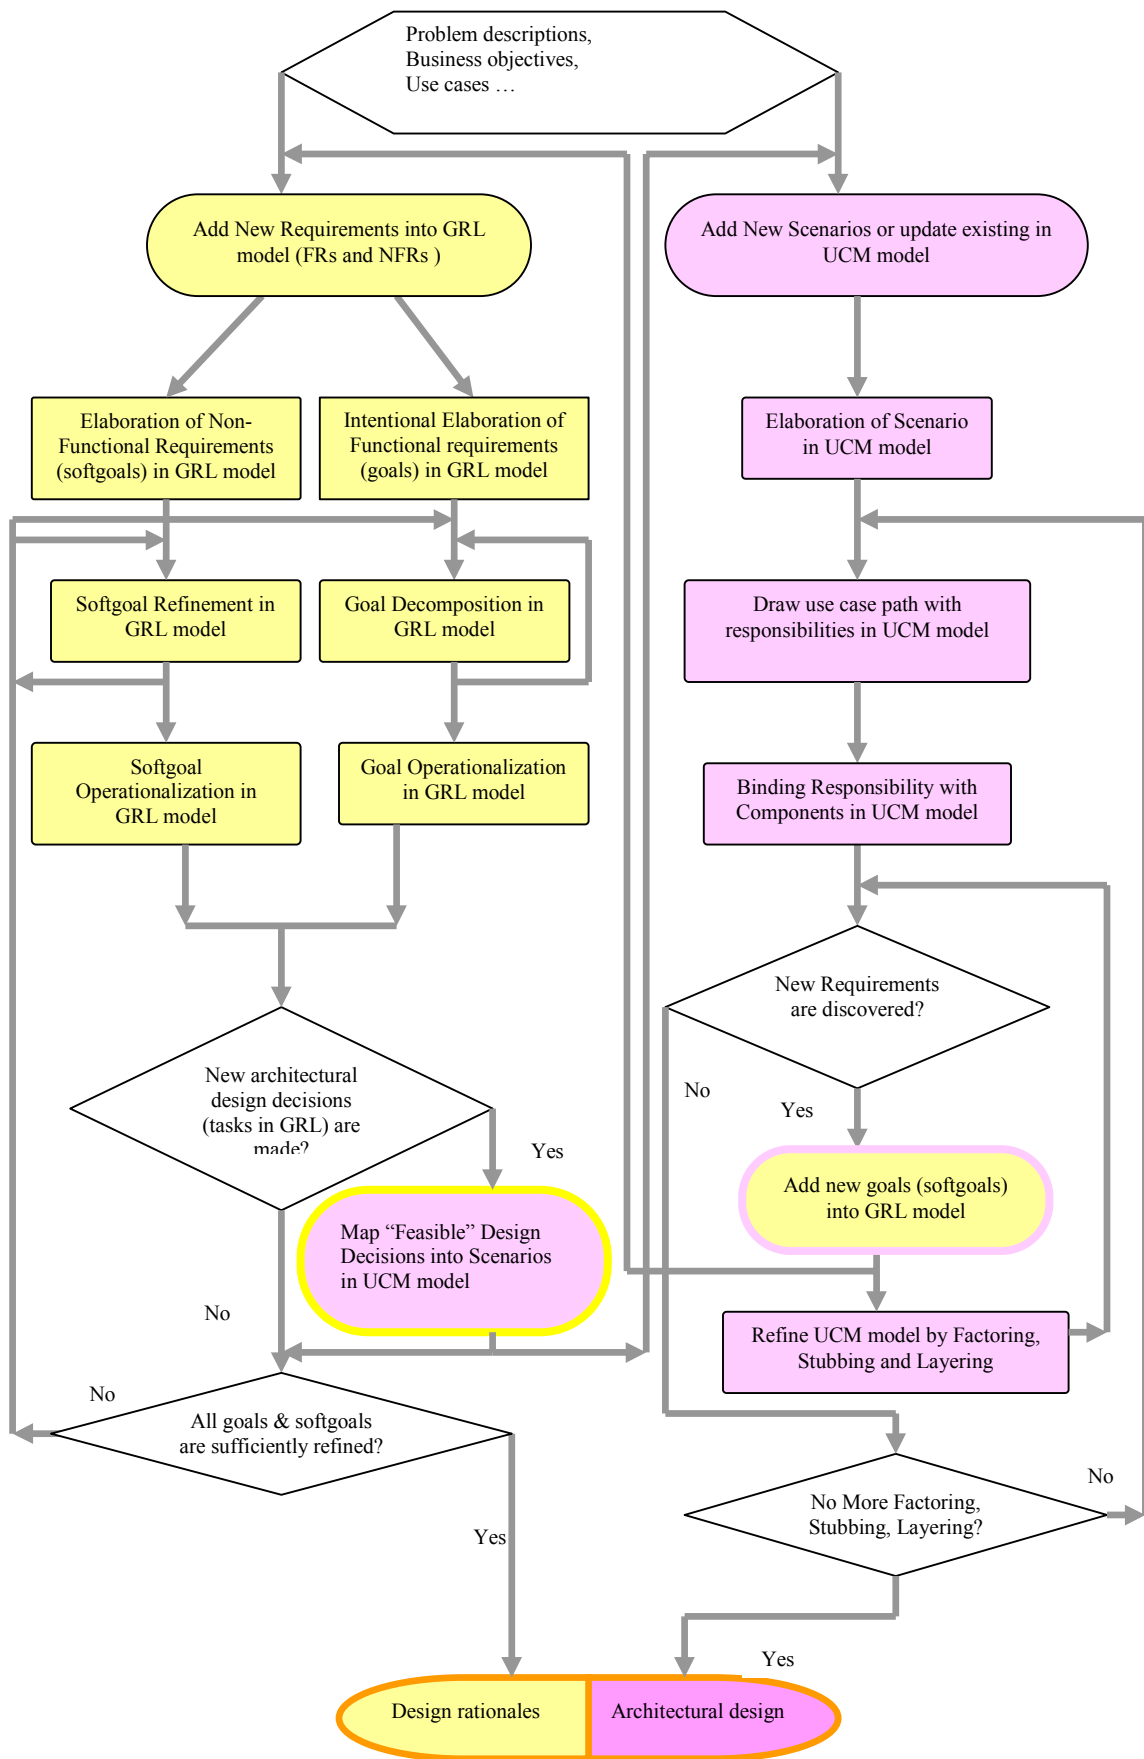 Problem descriptions,
Business objectives,
Use cases …
Add New Requirements into GRL
model (FRs and NFRs )
Add New Scenarios or update existing in
UCM model
Elaboration of Non-
Functional Requirements
(softgoals) in GRL model
Intentional Elaboration of
Functional requirements
(goals) in GRL model
Elaboration of Scenario
in UCM model
Softgoal Refinement in
GRL model
Goal Decomposition in
GRL model
Draw use case path with
responsibilities in UCM model
Softgoal
Operationalization in
GRL model
Goal Operationalization
in GRL model
Binding Responsibility with
Components in UCM model
New Requirements
are discovered?
New architectural
design decisions
(tasks in GRL) are
made?
No
Yes
Yes
Add new goals (softgoals)
into GRL model
Map “Feasible” Design
Decisions into Scenarios
in UCM model
No
Refine UCM model by Factoring,
Stubbing and Layering
No
All goals & softgoals
are sufficiently refined?
No
No More Factoring,
Stubbing, Layering?
Yes
Yes
Design rationales
Architectural design